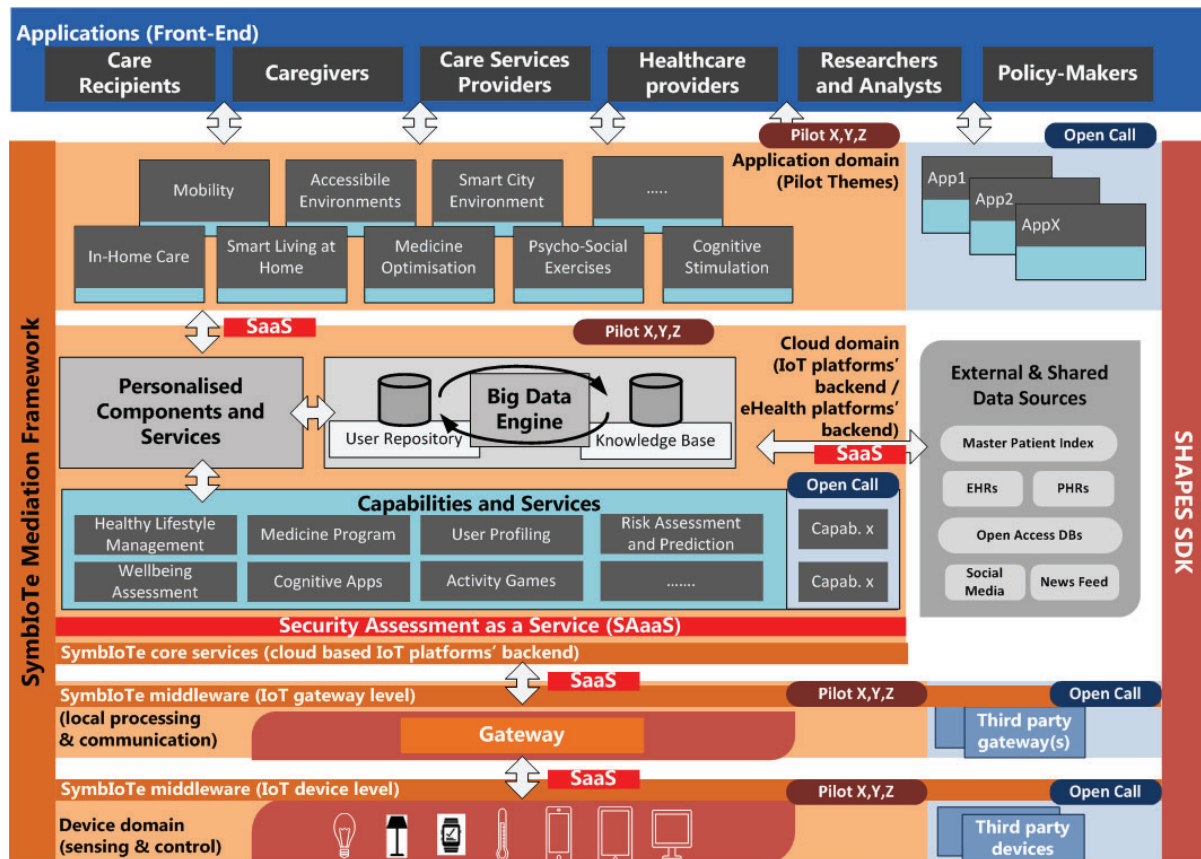 Applications (Front-End)
Care
Recipients
Caregivers
Care Services
Providers
Healthcare
providers
Researchers
and Analysts
Policy-Makers
Pilot X,Y,Z
Open Call
Application domain
(Pilot Themes)
Mobility
Accessibile
Environments
Smart City
Environment
.....
In-Home Care
Smart Living at
Home
Medicine
Optimisation
Psycho-Social
Exercises
Cognitive
Stimulation
App1
App2
AppX
SymbIoTe Mediation Framework
SHAPES SDK
SaaS
Pilot X,Y,Z
Cloud domain
(IoT platforms'
backend /
eHealth platforms'
backend)
Personalised
Components and
Services
Big Data
Engine
User Repository
Knowledge Base
SaaS
External & Shared
Data Sources
Master Patient Index
EHRs
PHRs
Open Access DBs
Social
Media
News Feed
Capabilities and Services
Open Call
Healthy Lifestyle
Management
Medicine Program
User Profiling
Risk Assessment
and Prediction
Capab. x
Wellbeing
Assessment
Cognitive Apps
Activity Games
.......
Capab. x
Security Assessment as a Service (SAaaS)
SymbIoTe core services (cloud based IoT platforms' backend)
SaaS
SymbIoTe middleware (IoT gateway level)
Pilot X,Y,Z
Open Call
(local processing
& communication)
Gateway
Third party
gateway(s)
SaaS
SymbIoTe middleware (IoT device level)
Pilot X,Y,Z
Open Call
Device domain
(sensing & control)
Third party
devices